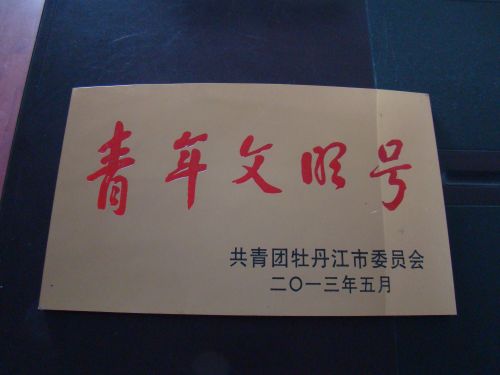 青年文明号
共青团牡丹江市委员会
二〇一三年五月